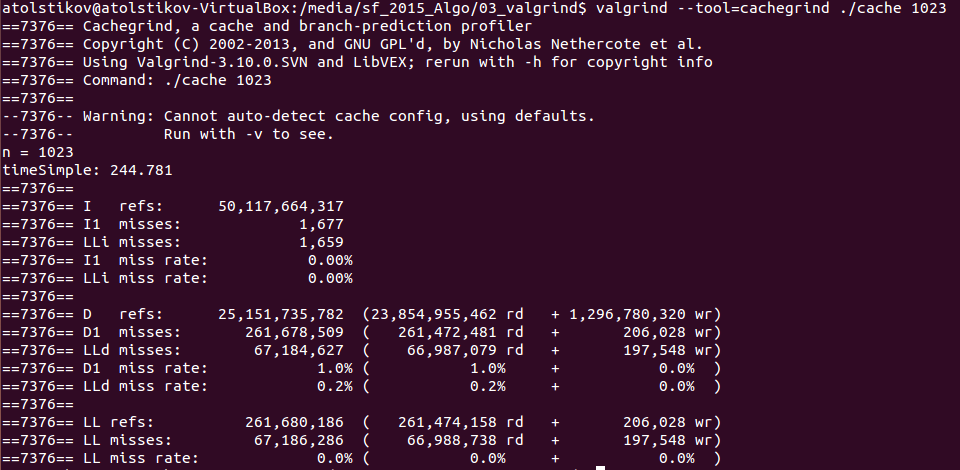 atolstikov@atolstikov-VirtualBox:/media/sf_2015_Algo/03_valgrind$ valgrind --tool=cachegrind ./cache 1023
==7376== Cachegrind, a cache and branch-prediction profiler
==7376== Copyright (C) 2002-2013, and GNU GPL'd, by Nicholas Nethercote et al.
==7376== Using Valgrind-3.10.0.SVN and LibVEX; rerun with -h for copyright info
==7376== Command: ./cache 1023
==7376==
--7376-- Warning: Cannot auto-detect cache config, using defaults.
--7376--          Run with -v to see.
n = 1023
timeSimple: 244.781
==7376==
==7376== I   refs:      50,117,664,317
==7376== I1  misses:             1,677
==7376== LLi misses:             1,659
==7376== I1  miss rate:           0.00%
==7376== LLi miss rate:           0.00%
==7376==
==7376== D   refs:      25,151,735,782  (23,854,955,462 rd   + 1,296,780,320 wr)
==7376== D1  misses:       261,678,509  (   261,472,481 rd   +       206,028 wr)
==7376== LLd misses:        67,184,627  (    66,987,079 rd   +       197,548 wr)
==7376== D1  miss rate:            1.0% (           1.0%     +           0.0%  )
==7376== LLd miss rate:            0.2% (           0.2%     +           0.0%  )
==7376==
==7376== LL refs:          261,680,186  (   261,474,158 rd   +       206,028 wr)
==7376== LL misses:         67,186,286  (    66,988,738 rd   +       197,548 wr)
==7376== LL miss rate:             0.0% (           0.0%     +           0.0%  )